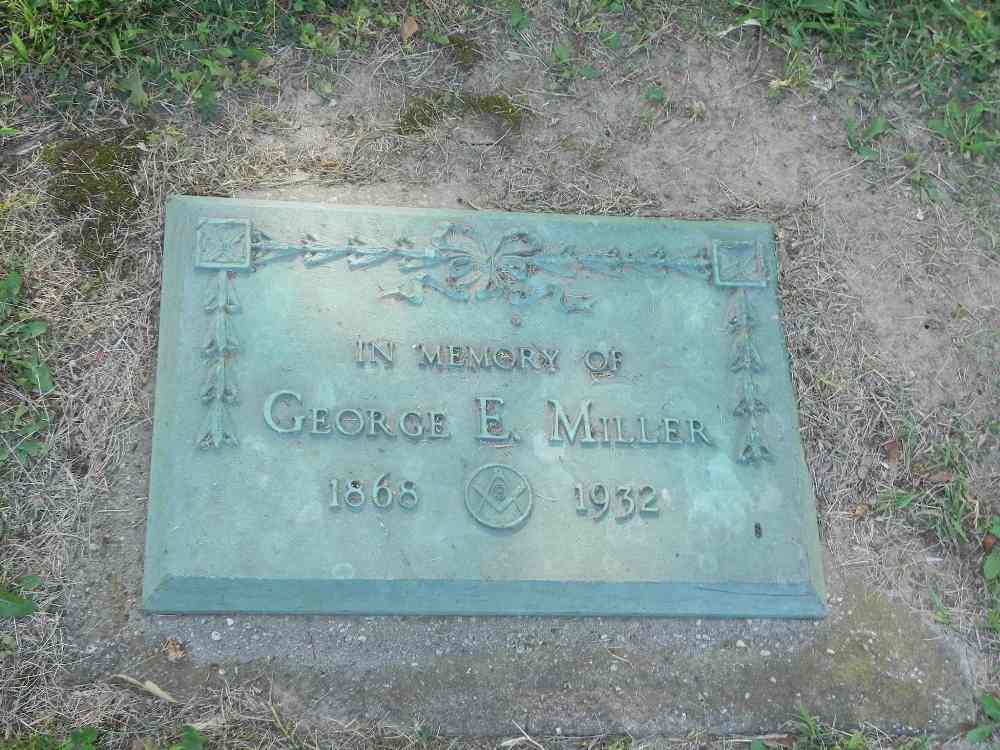 IN MEMORY OF
GEORGE E. MILLER
1868 G 1932